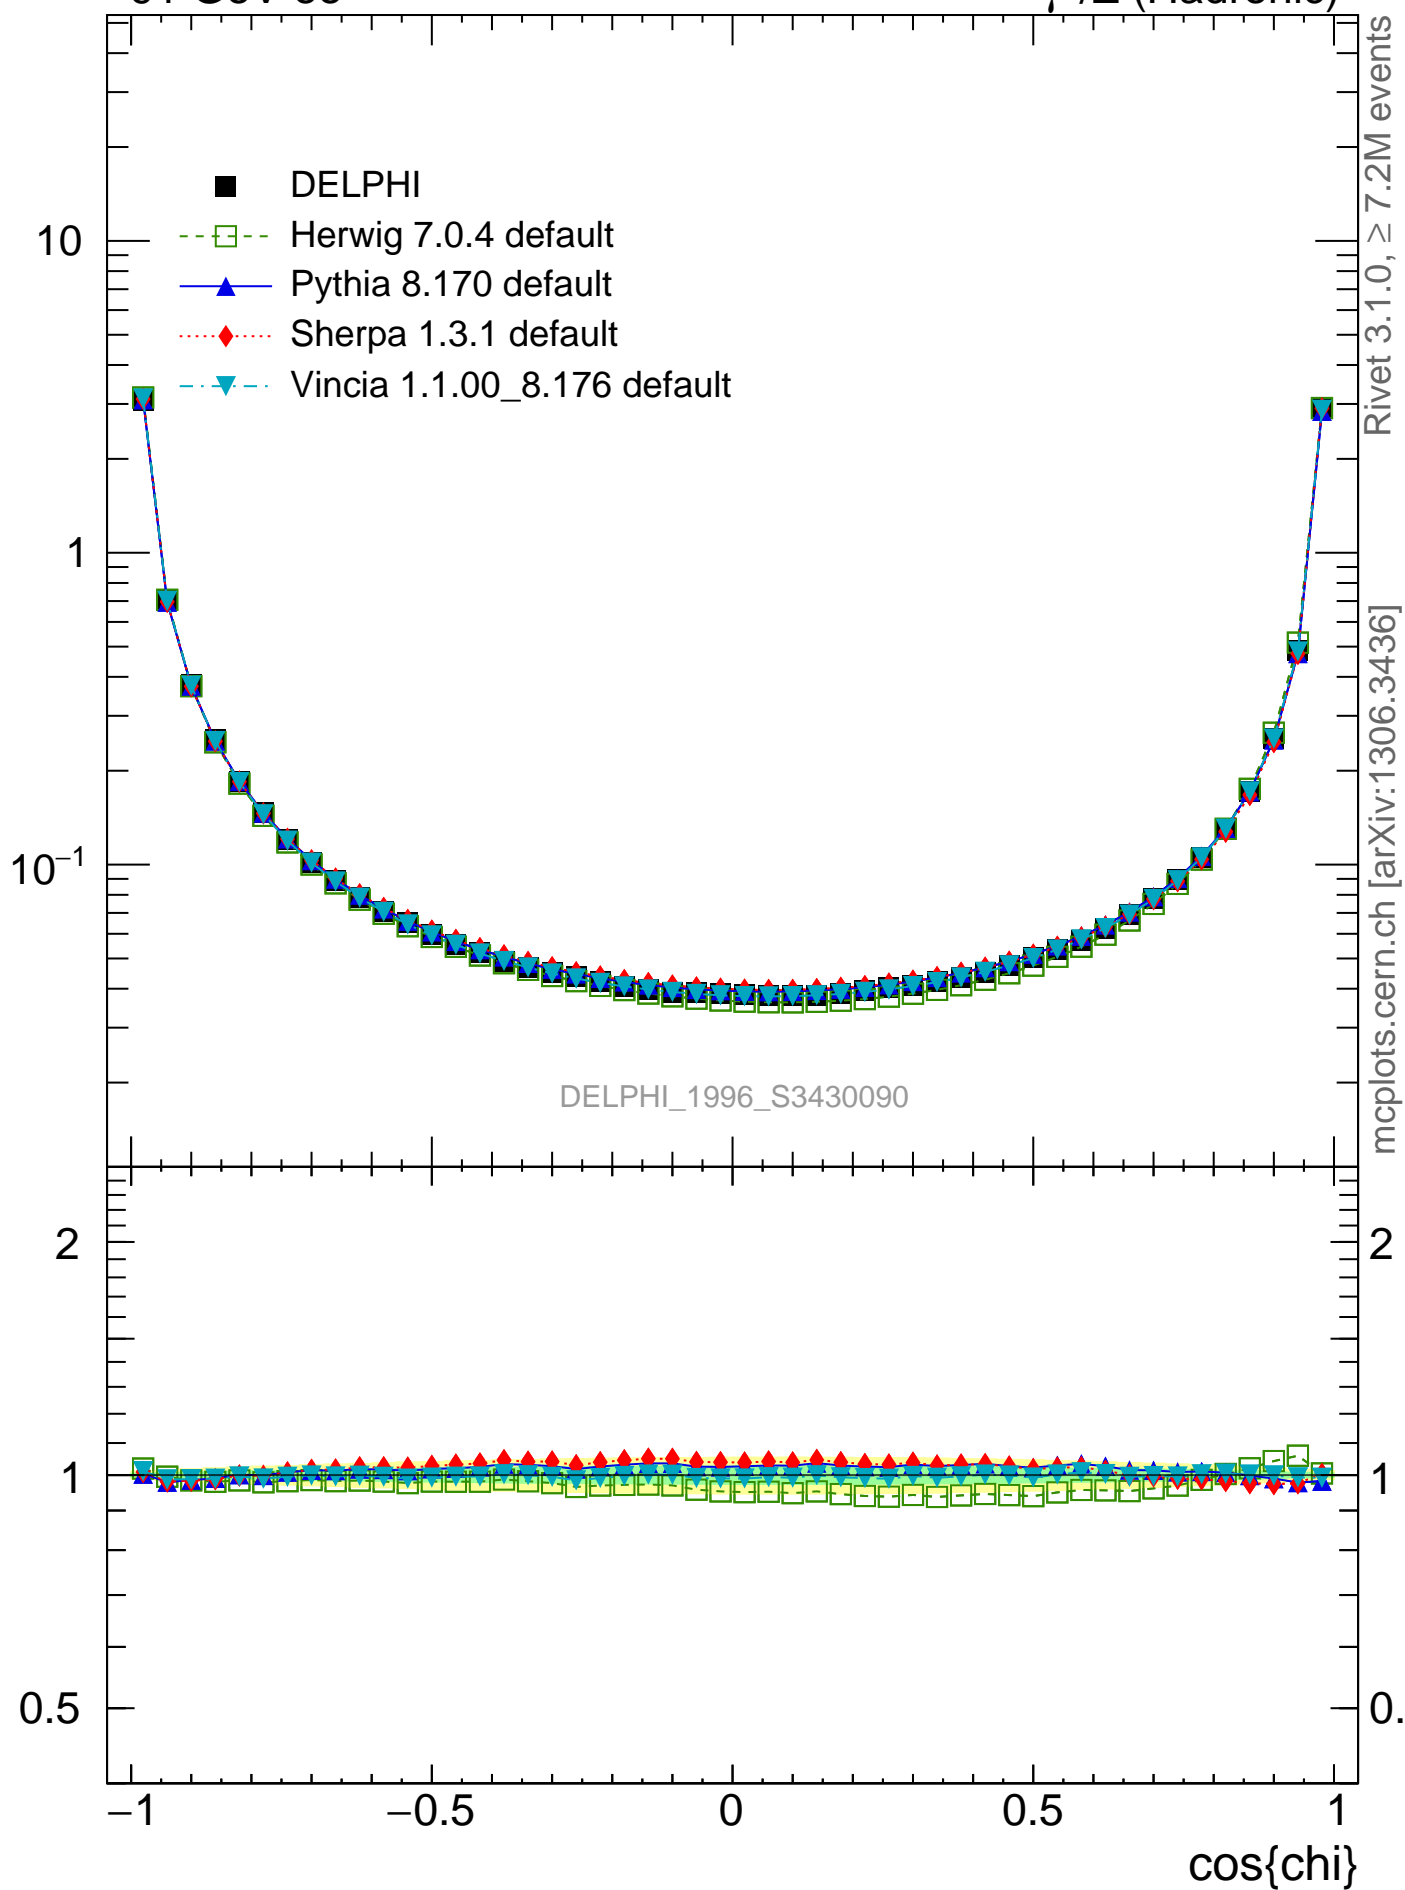 DELPHI
Herwig 7.0.4 default
Pythia 8.170 default
Sherpa 1.3.1 default
Vincia 1.1.00_8.176 default
10
1
10⁻¹
DELPHI_1996_S3430090
Rivet 3.1.0, ≥ 7.2M events
mcplots.cern.ch [arXiv:1306.3436]
2
1
0.5
2
1
0.
−1
−0.5
0
0.5
1
cos{chi}